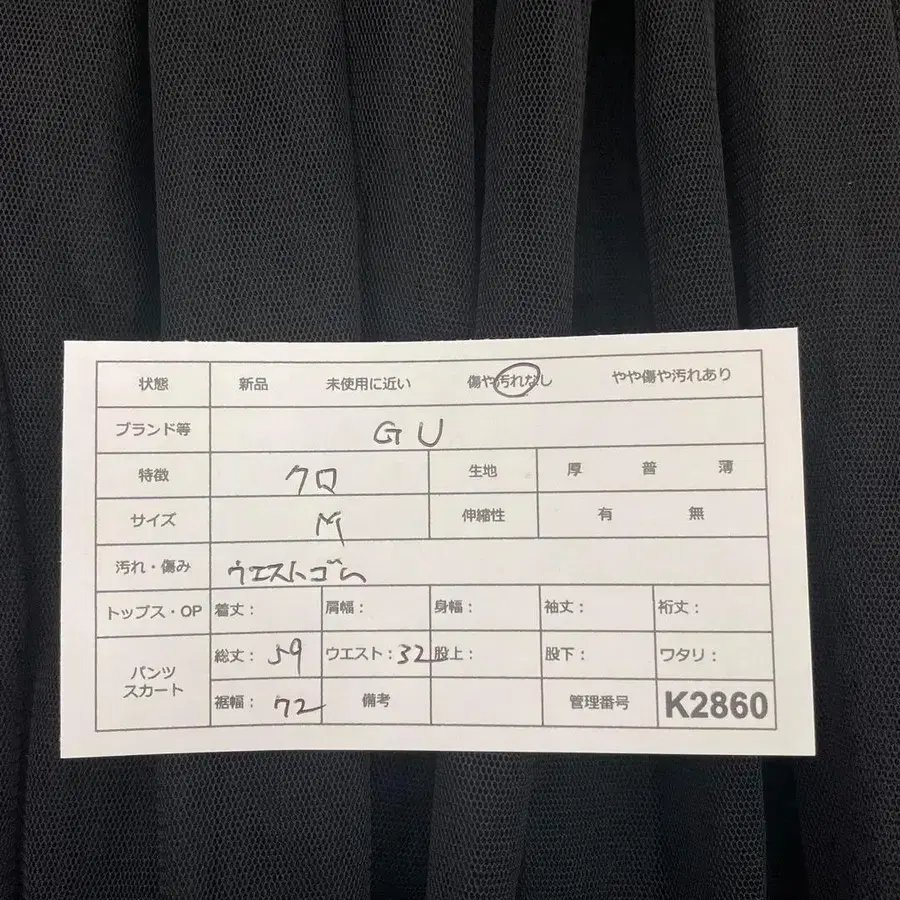 状態 新品 未使用に近い 傷や汚れなし やや傷や汚れあり
ブランド等 GU
特徴 クロ 生地 厚 普 薄
サイズ M 伸縮性 有 無
汚れ・傷み ウエストゴム
トップス・OP 着丈: 肩幅: 身幅: 袖丈: 裄丈:
パンツ スカート 総丈: 59 ウエスト: 32 股上: 股下: ワタリ:
裾幅: 72 備考 管理番号 K2860